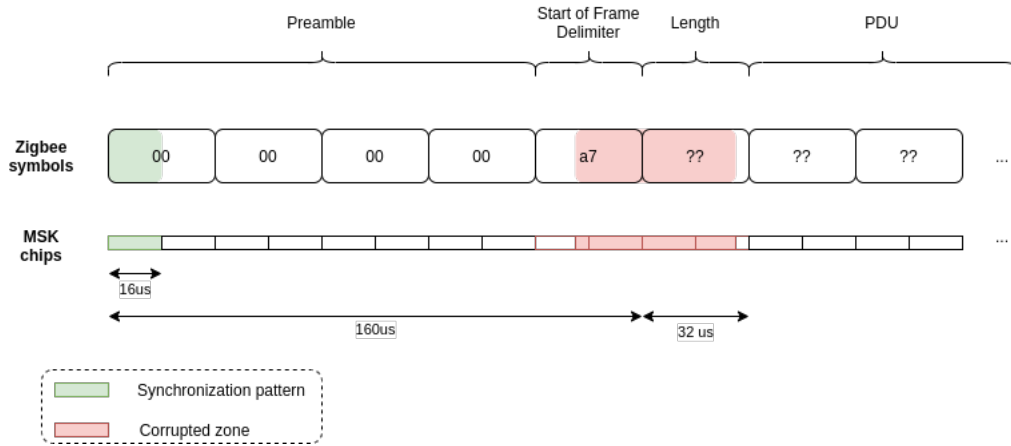 Preamble
Start of Frame
Delimiter
Length
PDU
Zigbee
symbols
00
00
00
00
a7
??
??
??
...
MSK
chips
...
16us
160us
32 us
Synchronization pattern
Corrupted zone